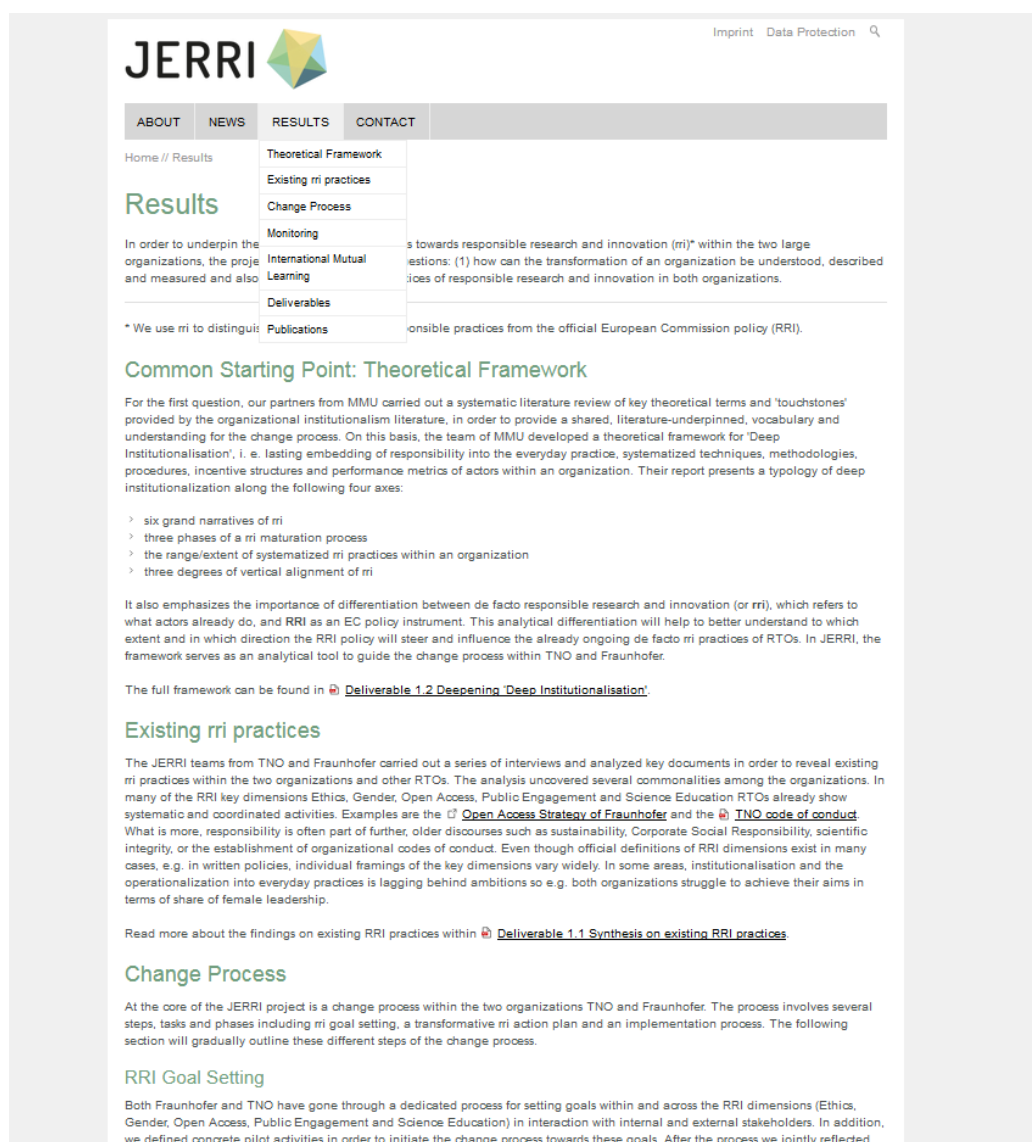 Imprint Data Protection
JERRI
ABOUT NEWS RESULTS CONTACT
Home // Results
Theoretical Framework
Existing rri practices
Change Process
Monitoring
International Mutual
Learning
Deliverables
Publications
Results
In order to underpin the s towards responsible research and innovation (rri)* within the two large
organizations, the proje estions: (1) how can the transformation of an organization be understood, described
and measured and also ices of responsible research and innovation in both organizations.
* We use rri to distinguis onsible practices from the official European Commission policy (RRI).
Common Starting Point: Theoretical Framework
For the first question, our partners from MMU carried out a systematic literature review of key theoretical terms and 'touchstones'
provided by the organizational institutionalism literature, in order to provide a shared, literature-underpinned, vocabulary and
understanding for the change process. On this basis, the team of MMU developed a theoretical framework for 'Deep
Institutionalisation', i. e. lasting embedding of responsibility into the everyday practice, systematized techniques, methodologies,
procedures, incentive structures and performance metrics of actors within an organization. Their report presents a typology of deep
institutionalization along the following four axes:
› six grand narratives of rri
› three phases of a rri maturation process
› the range/extent of systematized rri practices within an organization
› three degrees of vertical alignment of rri
It also emphasizes the importance of differentiation between de facto responsible research and innovation (or rri), which refers to
what actors already do, and RRI as an EC policy instrument. This analytical differentiation will help to better understand to which
extent and in which direction the RRI policy will steer and influence the already ongoing de facto rri practices of RTOs. In JERRI, the
framework serves as an analytical tool to guide the change process within TNO and Fraunhofer.
The full framework can be found in Deliverable 1.2 Deepening 'Deep Institutionalisation'.
Existing rri practices
The JERRI teams from TNO and Fraunhofer carried out a series of interviews and analyzed key documents in order to reveal existing
rri practices within the two organizations and other RTOs. The analysis uncovered several commonalities among the organizations. In
many of the RRI key dimensions Ethics, Gender, Open Access, Public Engagement and Science Education RTOs already show
systematic and coordinated activities. Examples are the Open Access Strategy of Fraunhofer and the TNO code of conduct.
What is more, responsibility is often part of further, older discourses such as sustainability, Corporate Social Responsibility, scientific
integrity, or the establishment of organizational codes of conduct. Even though official definitions of RRI dimensions exist in many
cases, e.g. in written policies, individual framings of the key dimensions vary widely. In some areas, institutionalisation and the
operationalization into everyday practices is lagging behind ambitions so e.g. both organizations struggle to achieve their aims in
terms of share of female leadership.
Read more about the findings on existing RRI practices within Deliverable 1.1 Synthesis on existing RRI practices.
Change Process
At the core of the JERRI project is a change process within the two organizations TNO and Fraunhofer. The process involves several
steps, tasks and phases including rri goal setting, a transformative rri action plan and an implementation process. The following
section will gradually outline these different steps of the change process.
RRI Goal Setting
Both Fraunhofer and TNO have gone through a dedicated process for setting goals within and across the RRI dimensions (Ethics,
Gender, Open Access, Public Engagement and Science Education) in interaction with internal and external stakeholders. In addition,
we defined concrete pilot activities in order to initiate the change process towards these goals. After the process we jointly reflected